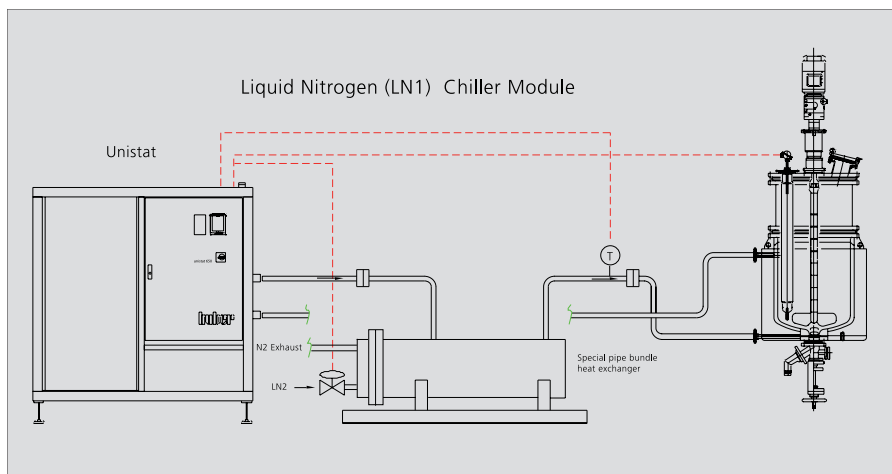 Liquid Nitrogen (LN1) Chiller Module
Unistat
T
huber
N2 Exhaust
LN2
Special pipe bundle
heat exchanger